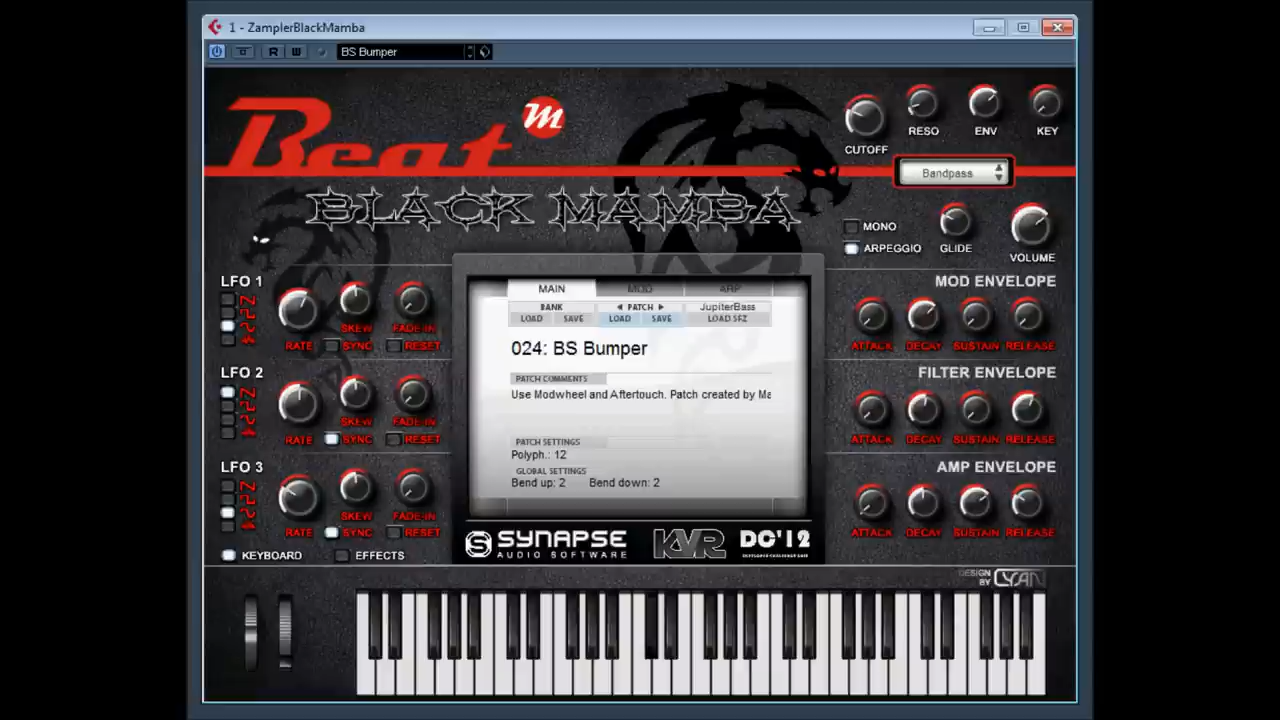 1 - ZamplerBlackMamba
R W BS Bumper
Beat m
BLACK MAMBA
RESO ENV KEY
CUTOFF
Bandpass
MONO
ARPEGGIO GLIDE
VOLUME
LFO 1
SKEW FADE-IN
RATE SYNC RESET
LFO 2
SKEW FADE-IN
RATE SYNC RESET
LFO 3
SKEW FADE-IN
RATE SYNC RESET
KEYBOARD EFFECTS
MAIN MOD ARP
BANK PATCH JupiterBass
LOAD SAVE LOAD SAVE LOAD SFZ
024: BS Bumper
PATCH COMMENTS
Use Modwheel and Aftertouch. Patch created by Ma
PATCH SETTINGS
Polyph.: 12
GLOBAL SETTINGS
Bend up: 2 Bend down: 2
SYNAPSE
AUDIO SOFTWARE
KVR
DC'12
MOD ENVELOPE
ATTACK DECAY SUSTAIN RELEASE
FILTER ENVELOPE
ATTACK DECAY SUSTAIN RELEASE
AMP ENVELOPE
ATTACK DECAY SUSTAIN RELEASE
DESIGN BY CYAN